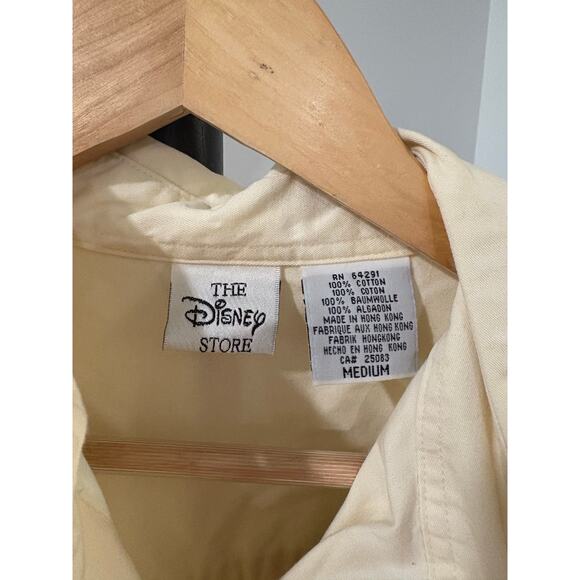 THE
Disney
STORE
RN 64291
100% COTTON
100% COTON
100% BAUMWOLLE
100% ALGADON
MADE IN HONG KONG
FABRIQUE AUX HONG KONG
FABRIK HONGKONG
HECHO EN HONG KONG
CA# 25083
MEDIUM